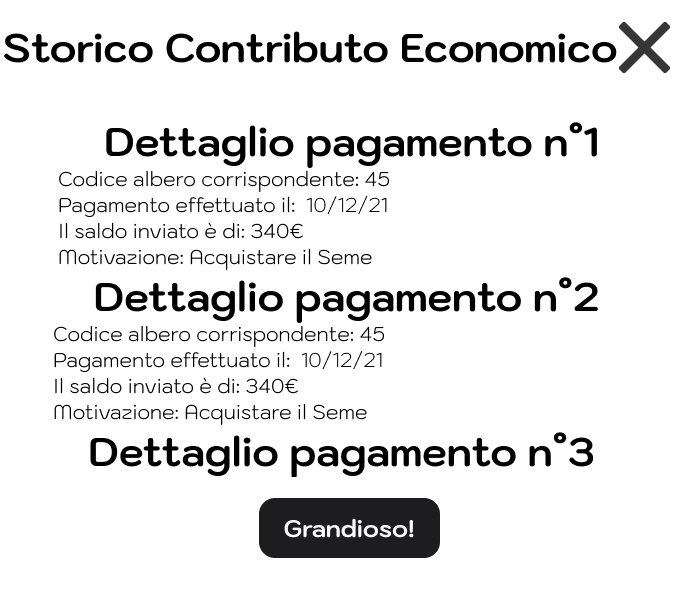 Storico Contributo Economico
Dettaglio pagamento n°1
Codice albero corrispondente: 45
Pagamento effettuato il: 10/12/21
Il saldo inviato è di: 340€
Motivazione: Acquistare il Seme
Dettaglio pagamento n°2
Codice albero corrispondente: 45
Pagamento effettuato il: 10/12/21
Il saldo inviato è di: 340€
Motivazione: Acquistare il Seme
Dettaglio pagamento n°3
Grandioso!